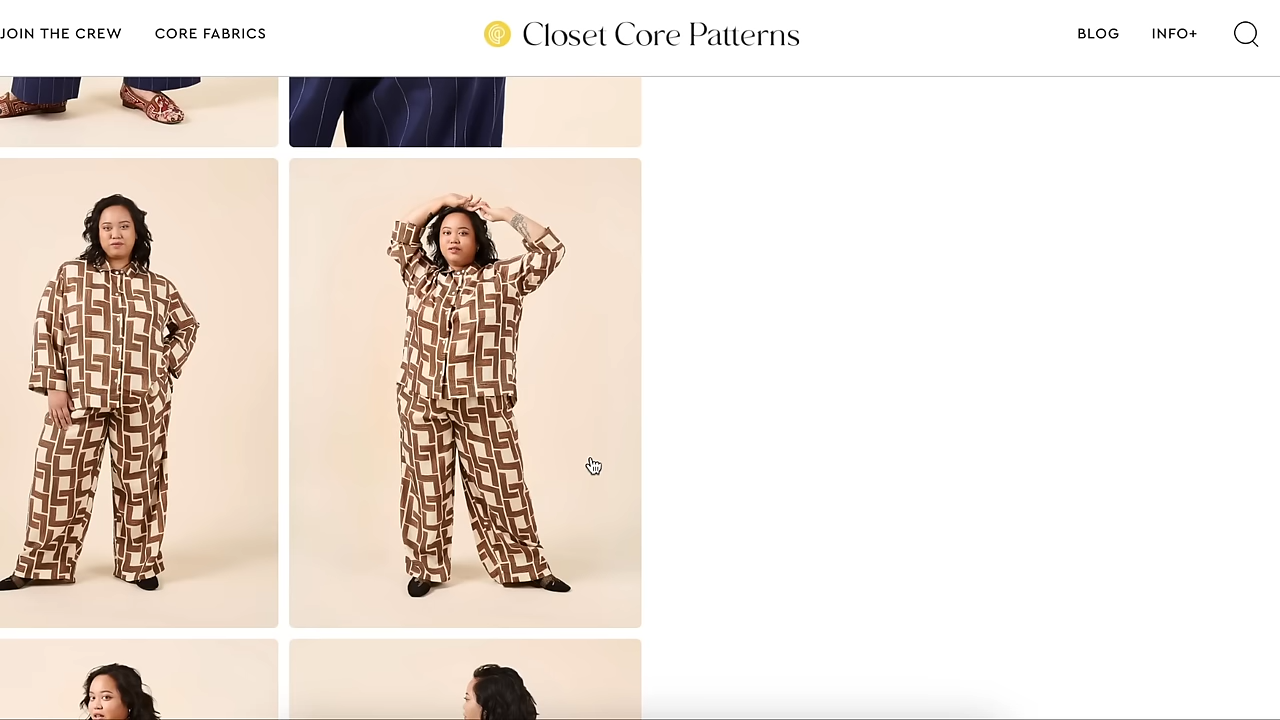 JOIN THE CREW
CORE FABRICS
Closet Core Patterns
BLOG
INFO+